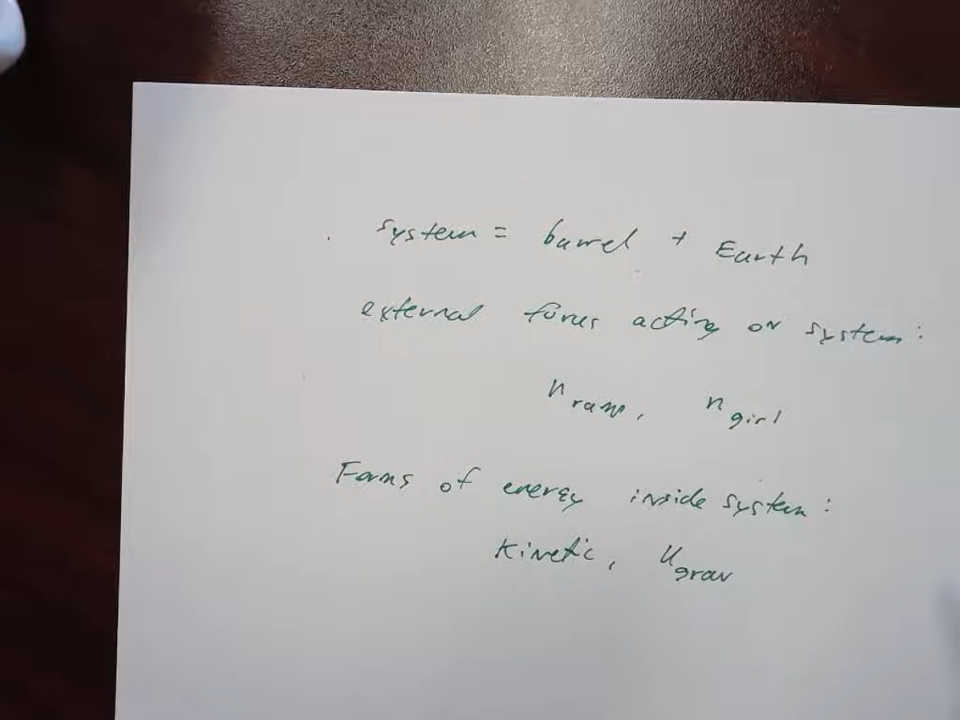 system = barrel + Earth
external forces acting on system:
n ramp, n girl
Forms of energy inside system:
Kinetic, U grav